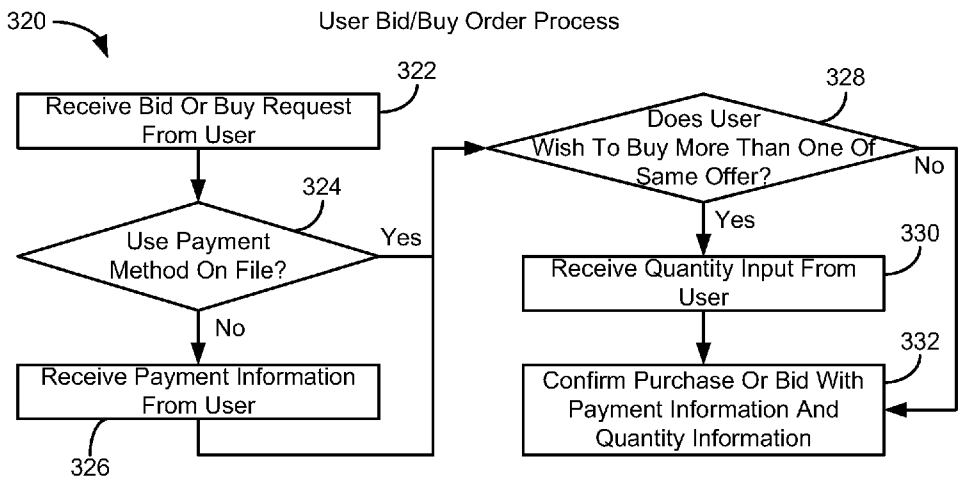 320
User Bid/Buy Order Process
322
Receive Bid Or Buy Request
From User
324
Use Payment
Method On File?
Yes
No
Receive Payment Information
From User
326
328
Does User
Wish To Buy More Than One Of
Same Offer?
No
Yes
330
Receive Quantity Input From
User
332
Confirm Purchase Or Bid With
Payment Information And
Quantity Information